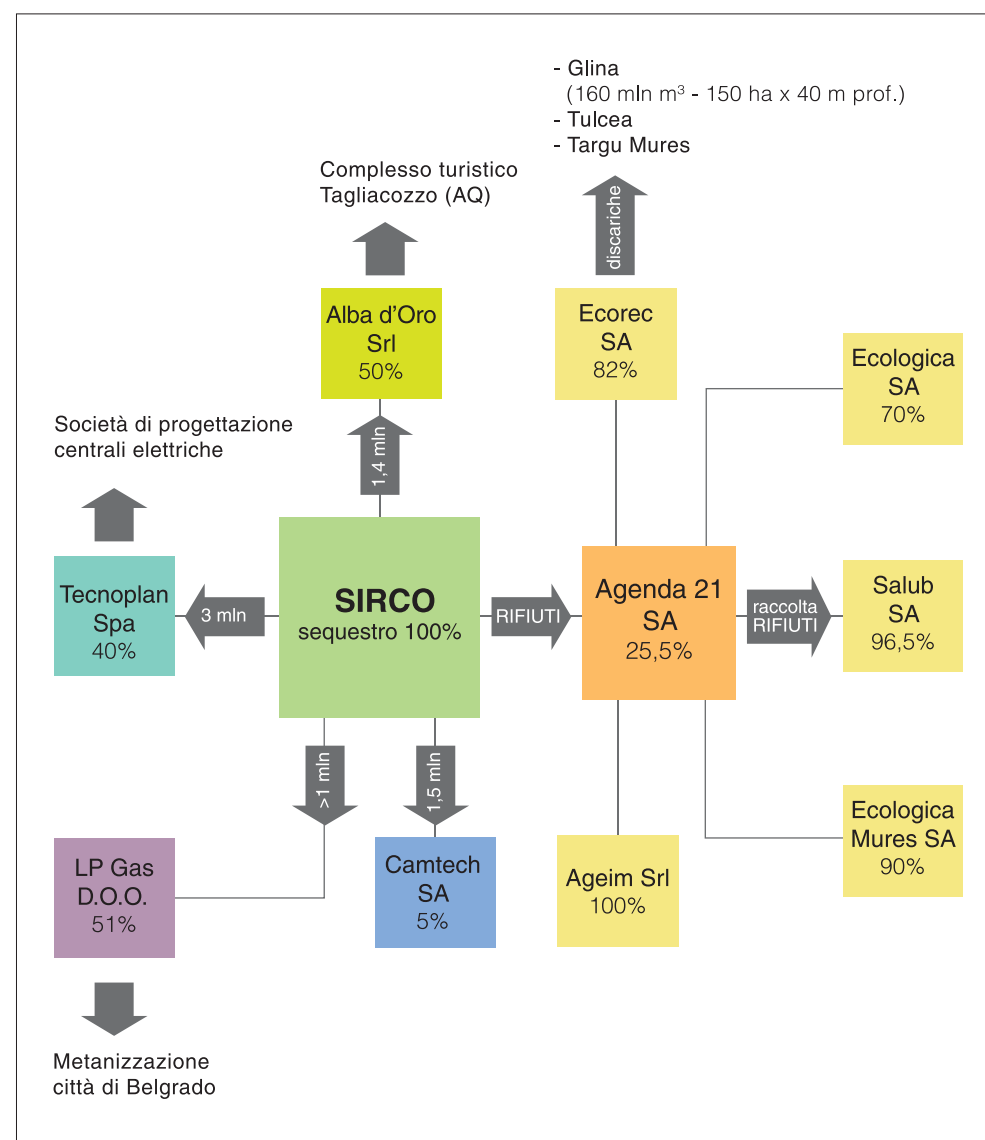 - Glina
(160 mln m³ - 150 ha x 40 m prof.)
- Tulcea
- Targu Mures
discariche
Complesso turistico
Tagliacozzo (AQ)
Alba d’Oro
Srl
50%
Ecorec
SA
82%
Ecologica
SA
70%
Società di progettazione
centrali elettriche
1,4 mln
Tecnoplan
Spa
40%
3 mln
SIRCO
sequestro 100%
RIFIUTI
Agenda 21
SA
25,5%
raccolta
RIFIUTI
Salub
SA
96,5%
>1 mln
1,5 mln
LP Gas
D.O.O.
51%
Camtech
SA
5%
Ageim Srl
100%
Ecologica
Mures SA
90%
Metanizzazione
città di Belgrado